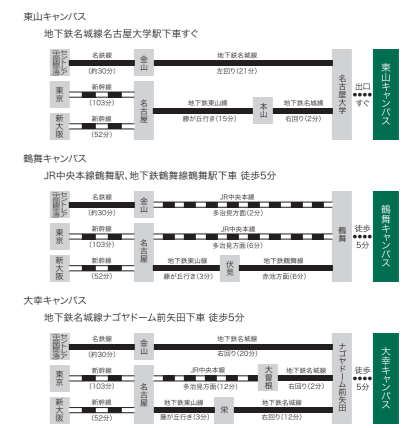 東山キャンパス
地下鉄名城線名古屋大学駅下車すぐ
中部国際空港
セントレア
名鉄線
(約30分)
金山
地下鉄名城線
左回り(21分)
東京
新幹線
(103分)
名古屋
地下鉄東山線
藤が丘行き(15分)
本山
地下鉄名城線
右回り(2分)
新大阪
新幹線
(52分)
名古屋大学
出口
すぐ
東山キャンパス
鶴舞キャンパス
JR中央本線鶴舞駅、地下鉄鶴舞線鶴舞駅下車 徒歩5分
中部国際空港
セントレア
名鉄線
(約30分)
金山
JR中央本線
多治見方面(2分)
東京
新幹線
(103分)
名古屋
JR中央本線
多治見方面(6分)
新大阪
新幹線
(52分)
地下鉄東山線
藤が丘行き(3分)
伏見
地下鉄鶴舞線
赤池方面(6分)
鶴舞
徒歩
5分
鶴舞キャンパス
大幸キャンパス
地下鉄名城線ナゴヤドーム前矢田下車 徒歩5分
中部国際空港
セントレア
名鉄線
(約30分)
金山
地下鉄名城線
右回り(20分)
東京
新幹線
(103分)
名古屋
JR中央本線
多治見方面(12分)
大曽根
地下鉄名城線
右回り(2分)
新大阪
新幹線
(52分)
地下鉄東山線
藤が丘行き(3分)
栄
地下鉄名城線
右回り(12分)
ナゴヤドーム前矢田
徒歩
5分
大幸キャンパス